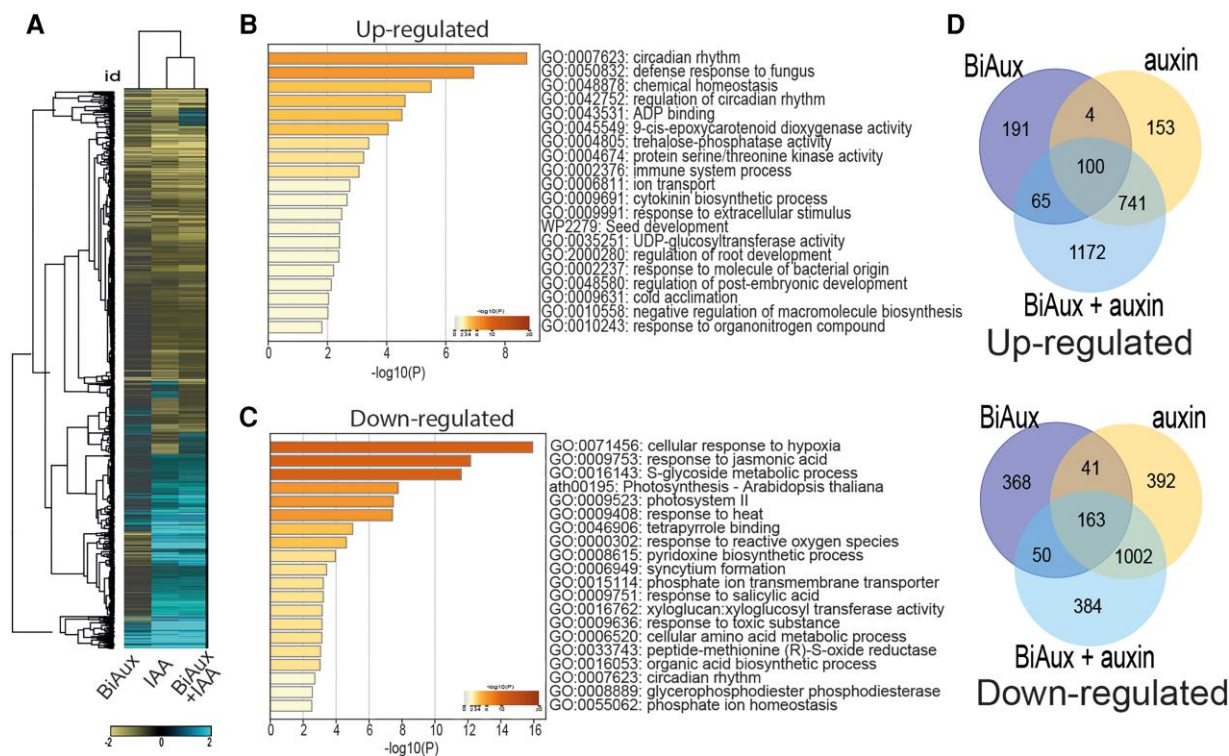 A
id
BiAux
IAA
BiAux
+IAA
-2
0
2
B
Up-regulated
GO:0007623: circadian rhythm
GO:0050832: defense response to fungus
GO:0048878: chemical homeostasis
GO:0042752: regulation of circadian rhythm
GO:0043531: ADP binding
GO:0045549: 9-cis-epoxycarotenoid dioxygenase activity
GO:0004805: trehalose-phosphatase activity
GO:0004674: protein serine/threonine kinase activity
GO:0002376: immune system process
GO:0006811: ion transport
GO:0009691: cytokinin biosynthetic process
GO:0009991: response to extracellular stimulus
WP2279: Seed development
GO:0035251: UDP-glucosyltransferase activity
GO:2000280: regulation of root development
GO:0002237: response to molecule of bacterial origin
GO:0048580: regulation of post-embryonic development
GO:0009631: cold acclimation
GO:0010558: negative regulation of macromolecule biosynthesis
GO:0010243: response to organonitrogen compound
-log10(P)
0 2 3 4 6 10 20
0 2 4 6 8
-log10(P)
C
Down-regulated
GO:0071456: cellular response to hypoxia
GO:0009753: response to jasmonic acid
GO:0016143: S-glycoside metabolic process
ath00195: Photosynthesis - Arabidopsis thaliana
GO:0009523: photosystem II
GO:0009408: response to heat
GO:0046906: tetrapyrrole binding
GO:0000302: response to reactive oxygen species
GO:0008615: pyridoxine biosynthetic process
GO:0006949: syncytium formation
GO:0015114: phosphate ion transmembrane transporter
GO:0009751: response to salicylic acid
GO:0016762: xyloglucan:xyloglucosyl transferase activity
GO:0009636: response to toxic substance
GO:0006520: cellular amino acid metabolic process
GO:0033743: peptide-methionine (R)-S-oxide reductase
GO:0016053: organic acid biosynthetic process
GO:0007623: circadian rhythm
GO:0008889: glycerophosphodiester phosphodiesterase
GO:0055062: phosphate ion homeostasis
-log10(P)
0 2 4 6 8 10 12 14 16
-log10(P)
D
BiAux
auxin
191
4
153
100
65
741
1172
BiAux + auxin
Up-regulated
BiAux
auxin
368
41
392
163
50
1002
384
BiAux + auxin
Down-regulated